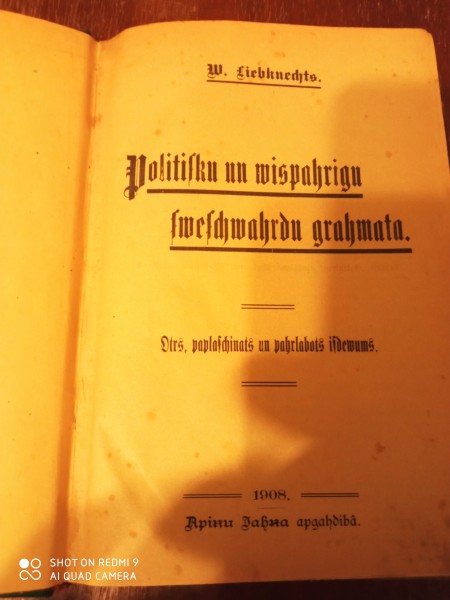 W. Liebknechts.
Politiſku un wispahrigu
ſweſchwahrdu grahmata.
Otrs, paplaſchinats un pahrlabots iſdewums.
1908.
Apinu Jahna apgahdibâ.
SHOT ON REDMI 9
AI QUAD CAMERA